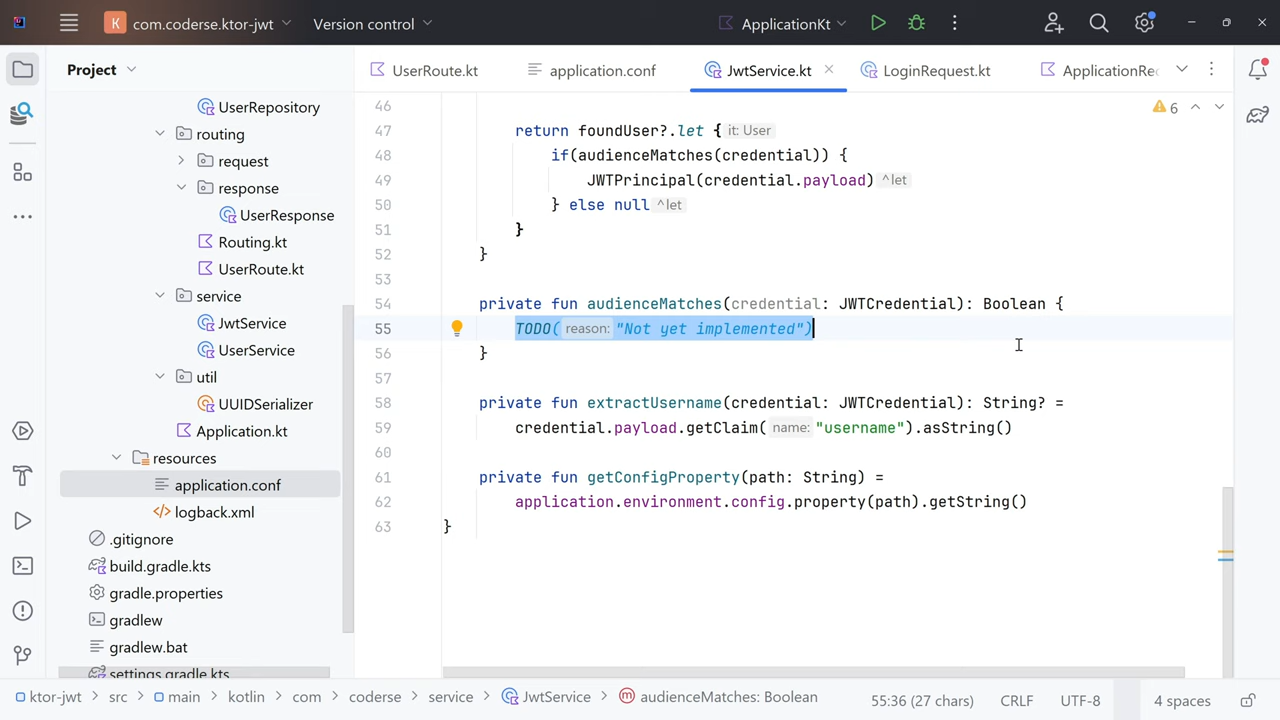 K com.coderse.ktor-jwt Version control ApplicationKt
Project
UserRoute.kt application.conf JwtService.kt LoginRequest.kt ApplicationRec
UserRepository
routing
request
response
UserResponse
Routing.kt
UserRoute.kt
service
JwtService
UserService
util
UUIDSerializer
Application.kt
resources
application.conf
logback.xml
.gitignore
build.gradle.kts
gradle.properties
gradlew
gradlew.bat
settings.gradle.kts
6
46
47 return foundUser?.let { it: User
48 if(audienceMatches(credential)) {
49 JWTPrincipal(credential.payload) ^let
50 } else null ^let
51 }
52 }
53
54 private fun audienceMatches(credential: JWTCredential): Boolean {
55 TODO( reason: "Not yet implemented")
56 }
57
58 private fun extractUsername(credential: JWTCredential): String? =
59 credential.payload.getClaim( name: "username").asString()
60
61 private fun getConfigProperty(path: String) =
62 application.environment.config.property(path).getString()
63 }
ktor-jwt > src > main > kotlin > com > coderse > service > JwtService > audienceMatches: Boolean 55:36 (27 chars) CRLF UTF-8 4 spaces